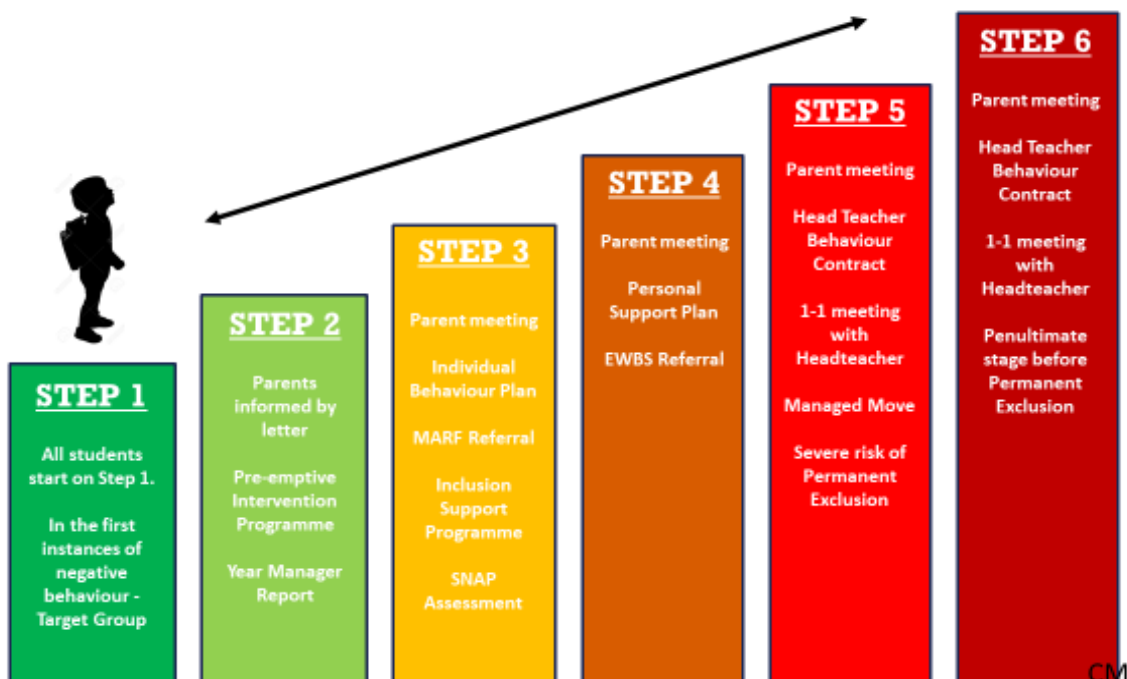 STEP 1
All students
start on Step 1.
In the first
instances of
negative
behaviour -
Target Group
STEP 2
Parents
informed by
letter
Pre-emptive
Intervention
Programme
Year Manager
Report
STEP 3
Parent meeting
Individual
Behaviour Plan
MARF Referral
Inclusion
Support
Programme
SNAP
Assessment
STEP 4
Parent meeting
Personal
Support Plan
EWBS Referral
STEP 5
Parent meeting
Head Teacher
Behaviour
Contract
1-1 meeting
with
Headteacher
Managed Move
Severe risk of
Permanent
Exclusion
STEP 6
Parent meeting
Head Teacher
Behaviour
Contract
1-1 meeting
with
Headteacher
Penultimate
stage before
Permanent
Exclusion
CM